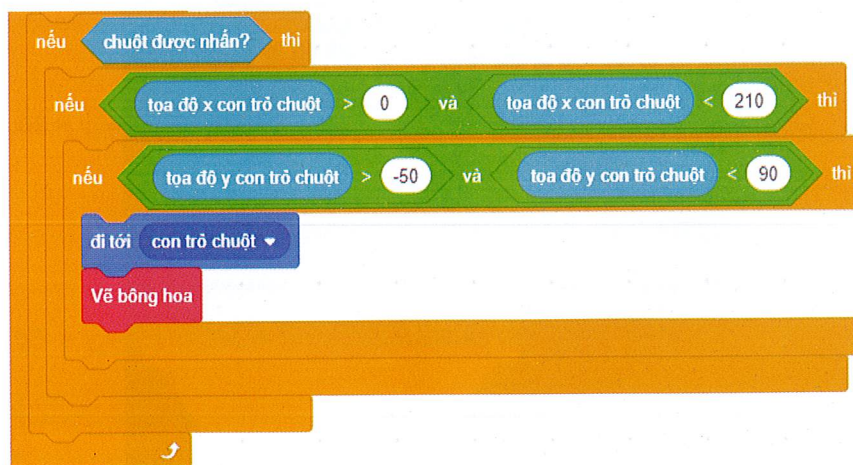 nếu chuột được nhấn? thì
nếu tọa độ x con trỏ chuột > 0 và tọa độ x con trỏ chuột < 210 thì
nếu tọa độ y con trỏ chuột > -50 và tọa độ y con trỏ chuột < 90 thì
đi tới con trỏ chuột
Vẽ bông hoa